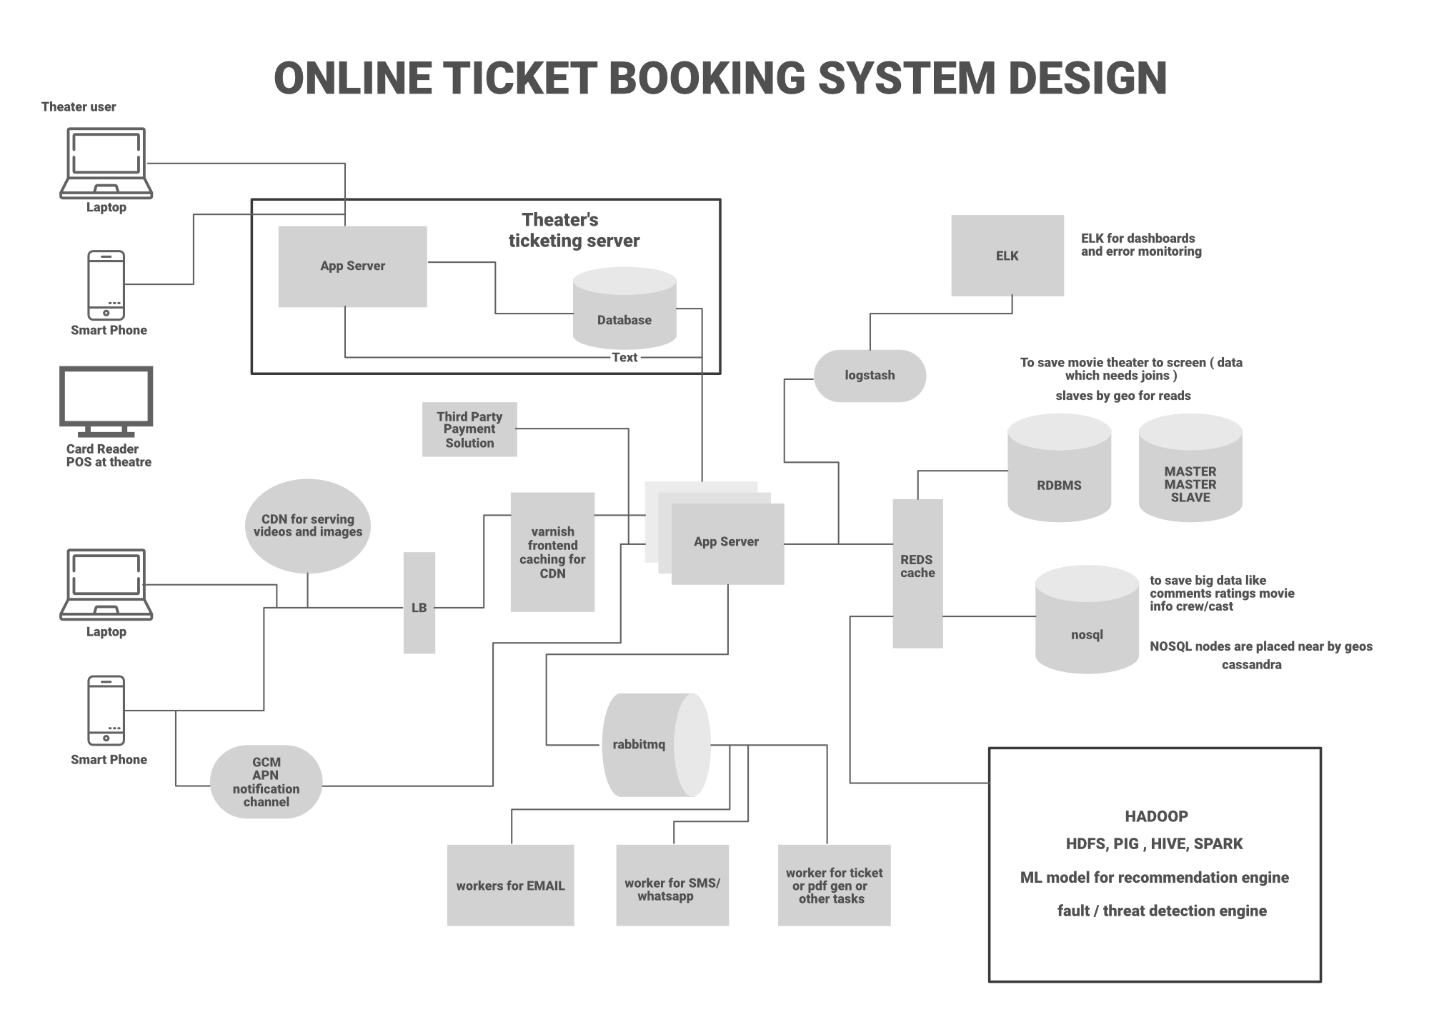 ONLINE TICKET BOOKING SYSTEM DESIGN
Theater user
Laptop
Smart Phone
Card Reader
POS at theatre
Theater's
ticketing server
App Server
Database
Text
ELK
ELK for dashboards
and error monitoring
logstash
To save movie theater to screen ( data
which needs joins )
slaves by geo for reads
RDBMS
MASTER
MASTER
SLAVE
Third Party
Payment
Solution
CDN for serving
videos and images
LB
varnish
frontend
caching for
CDN
App Server
REDS
cache
nosql
to save big data like
comments ratings movie
info crew/cast
NOSQL nodes are placed near by geos
cassandra
Laptop
Smart Phone
GCM
APN
notification
channel
rabbitmq
workers for EMAIL
worker for SMS/
whatsapp
worker for ticket
or pdf gen or
other tasks
HADOOP
HDFS, PIG , HIVE, SPARK
ML model for recommendation engine
fault / threat detection engine